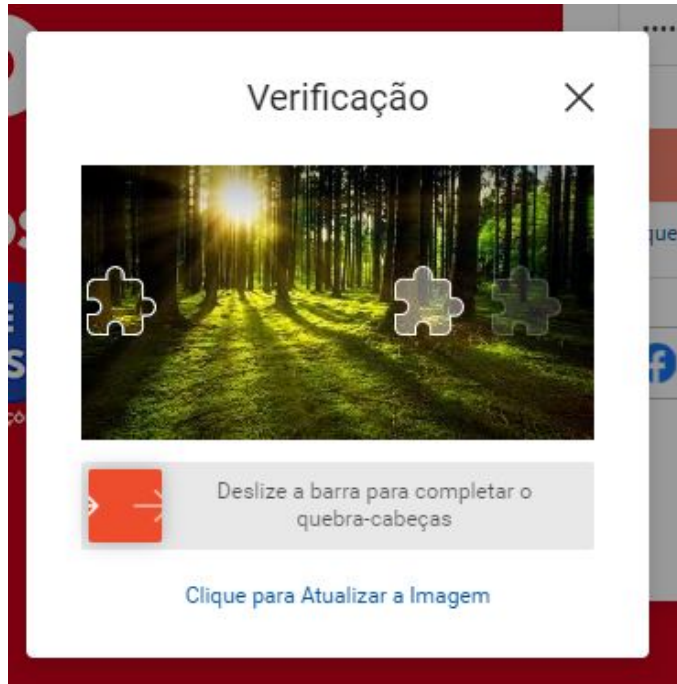 Verificação
Deslize a barra para completar o
quebra-cabeças
Clique para Atualizar a Imagem